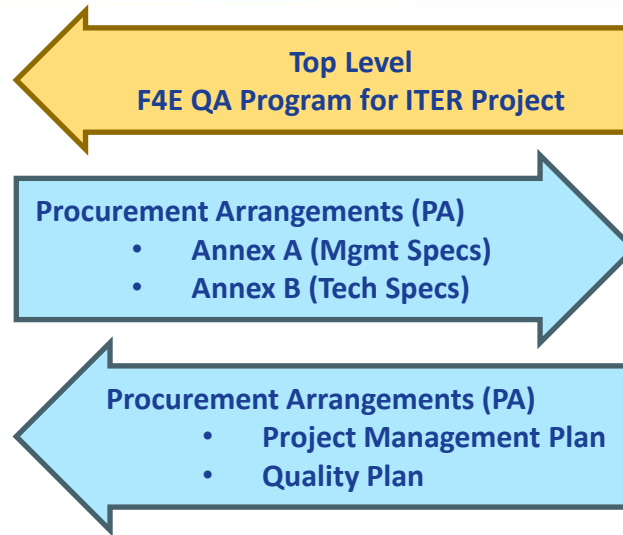 Top Level
F4E QA Program for ITER Project
Procurement Arrangements (PA)
• Annex A (Mgmt Specs)
• Annex B (Tech Specs)
Procurement Arrangements (PA)
• Project Management Plan
• Quality Plan